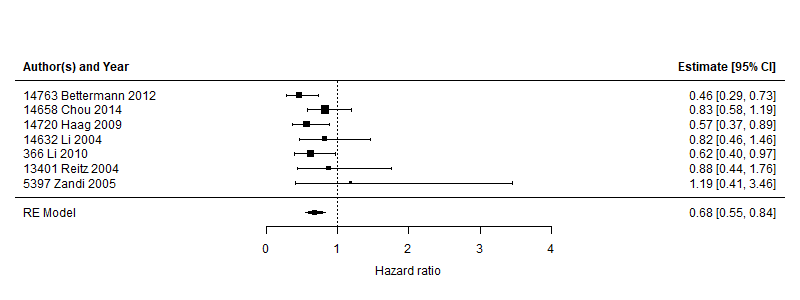 Author(s) and Year Estimate [95% CI]
14763 Bettermann 2012 0.46 [0.29, 0.73]
14658 Chou 2014 0.83 [0.58, 1.19]
14720 Haag 2009 0.57 [0.37, 0.89]
14632 Li 2004 0.82 [0.46, 1.46]
366 Li 2010 0.62 [0.40, 0.97]
13401 Reitz 2004 0.88 [0.44, 1.76]
5397 Zandi 2005 1.19 [0.41, 3.46]
RE Model 0.68 [0.55, 0.84]
0 1 2 3 4
Hazard ratio